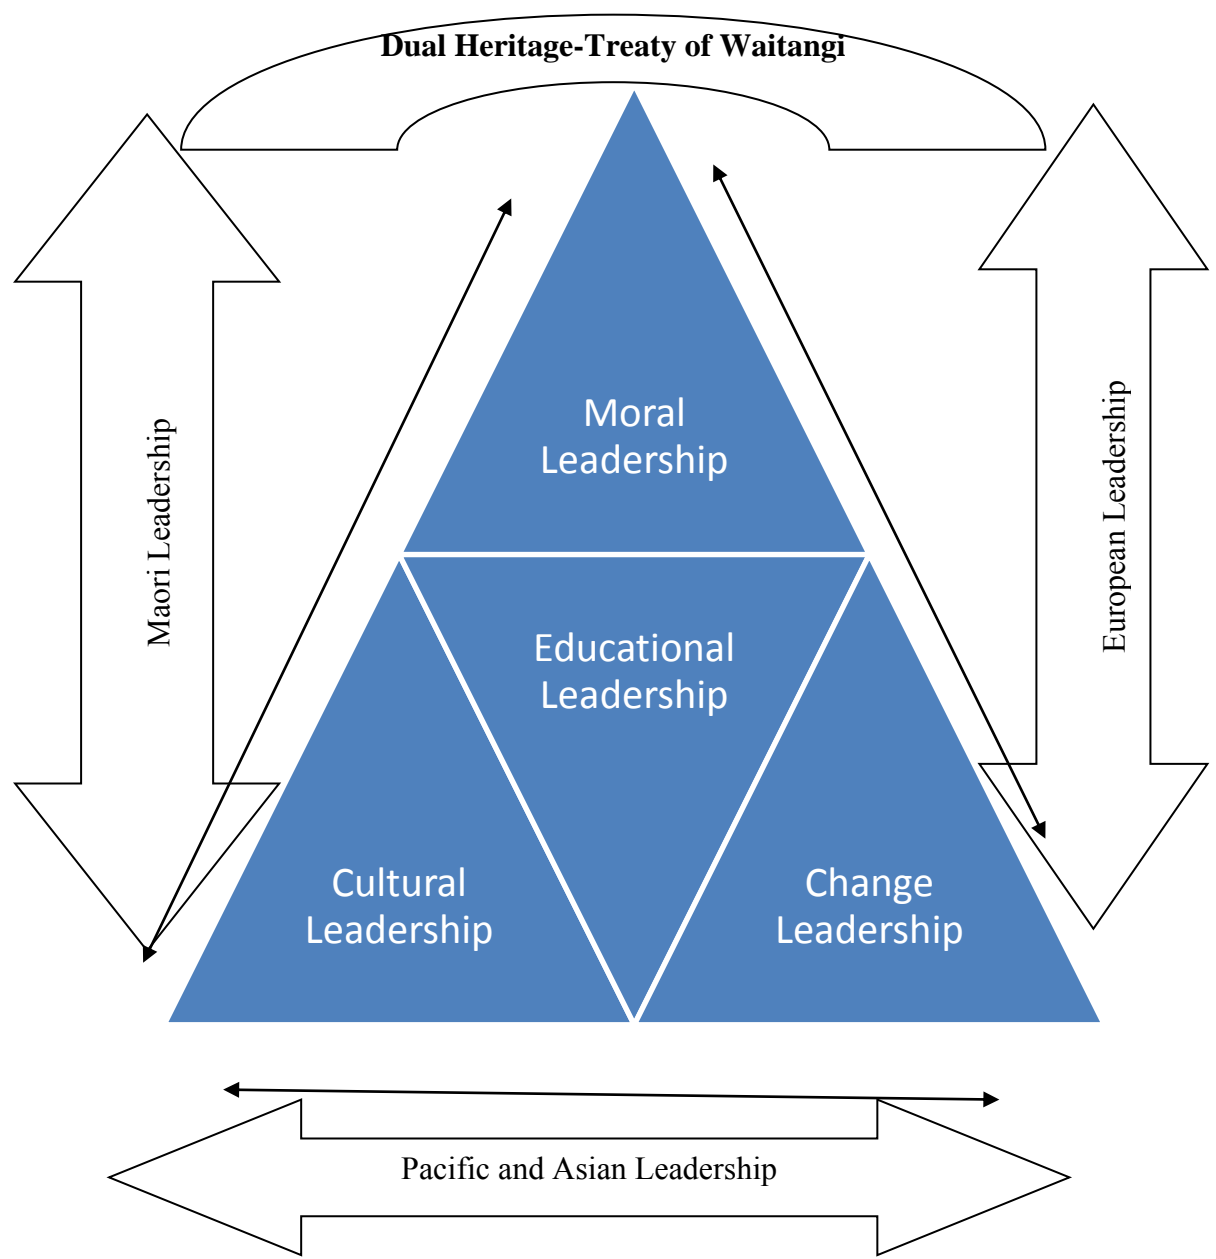 Dual Heritage-Treaty of Waitangi
Moral
Leadership
Maori Leadership
European Leadership
Educational
Leadership
Cultural
Leadership
Change
Leadership
Pacific and Asian Leadership